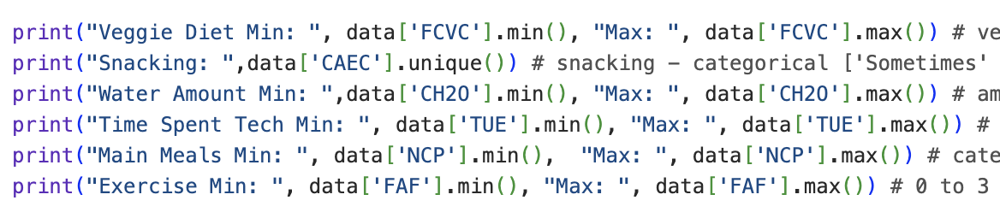 print("Veggie Diet Min: ", data['FCVC'].min(), "Max: ", data['FCVC'].max()) # ve
print("Snacking: ",data['CAEC'].unique()) # snacking - categorical ['Sometimes'
print("Water Amount Min: ",data['CH2O'].min(), "Max: ", data['CH2O'].max()) # am
print("Time Spent Tech Min: ", data['TUE'].min(), "Max: ", data['TUE'].max()) #
print("Main Meals Min: ", data['NCP'].min(),  "Max: ", data['NCP'].max()) # cate
print("Exercise Min: ", data['FAF'].min(), "Max: ", data['FAF'].max()) # 0 to 3